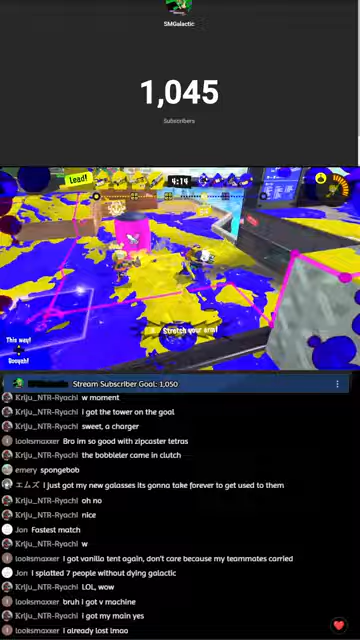 SMGalactic
1,045
Subscribers
Lead!
4:14
Stretch your arm!
This way!
Booyah!
Stream Subscriber Goal: 1,050
Kriju_NTR-Ryachi w moment
Kriju_NTR-Ryachi i got the tower on the goal
Kriju_NTR-Ryachi sweet, a charger
looksmaxxer Bro im so good with zipcaster tetras
Kriju_NTR-Ryachi the bobbleler came in clutch
emery spongebob
エムズ I just got my new galasses its gonna take forever to get used to them
Kriju_NTR-Ryachi oh no
Kriju_NTR-Ryachi nice
Jon Fastest match
Kriju_NTR-Ryachi w
looksmaxxer I got vanilla tent again, don't care because my teammates carried
Jon I splatted 7 people without dying galactic
Kriju_NTR-Ryachi LOL, wow
looksmaxxer bruh i got v machine
Kriju_NTR-Ryachi i got my main yes
looksmaxxer I already lost lmao